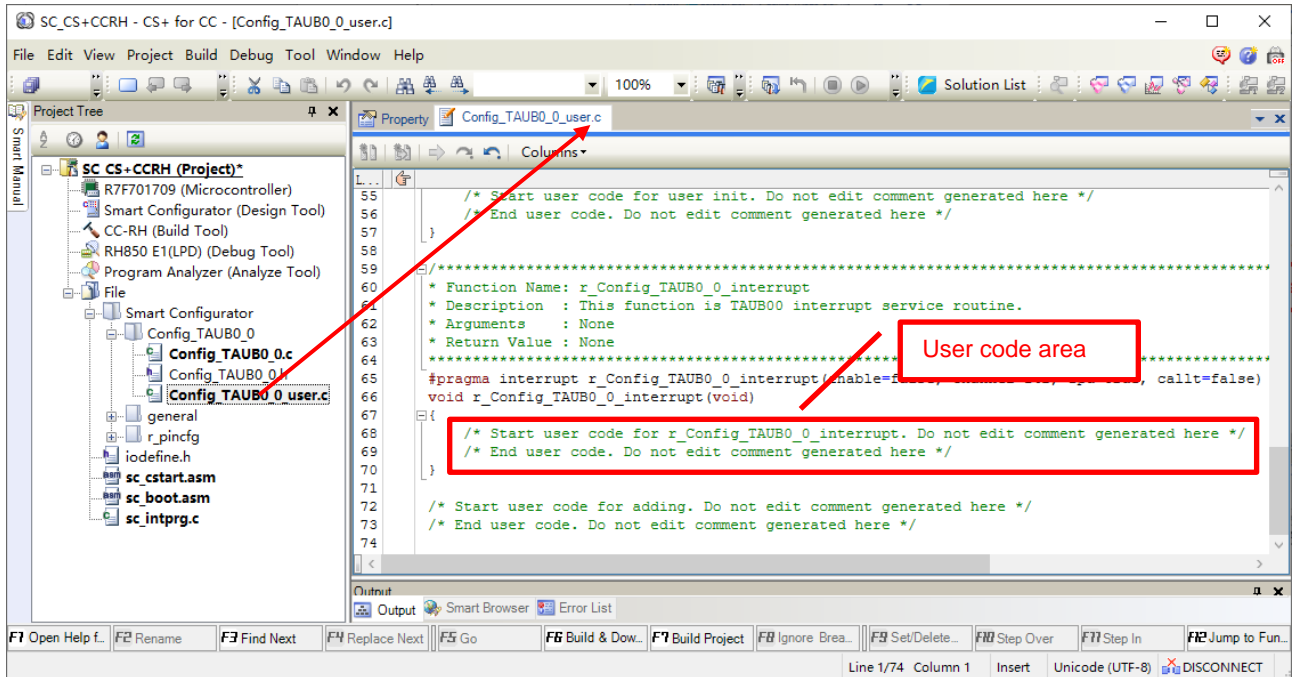 SC_CS+CCRH - CS+ for CC - [Config_TAUB0_0_user.c]
File Edit View Project Build Debug Tool Window Help
100%
Solution List
Smart Manual
Project Tree
SC CS+CCRH (Project)*
R7F701709 (Microcontroller)
Smart Configurator (Design Tool)
CC-RH (Build Tool)
RH850 E1(LPD) (Debug Tool)
Program Analyzer (Analyze Tool)
File
Smart Configurator
Config_TAUB0_0
Config_TAUB0_0.c
Config_TAUB0_0.h
Config_TAUB0_0_user.c
general
r_pincfg
iodefine.h
sc_cstart.asm
sc_boot.asm
sc_intprg.c
Property Config_TAUB0_0_user.c
Columns
L...
55 /* Start user code for user init. Do not edit comment generated here */
56 /* End user code. Do not edit comment generated here */
57 }
58
59 /******************************************************************************
60 * Function Name: r_Config_TAUB0_0_interrupt
61 * Description : This function is TAUB00 interrupt service routine.
62 * Arguments : None
63 * Return Value : None
64 ******************************************************************************
User code area
65 #pragma interrupt r_Config_TAUB0_0_interrupt(enable=false, callt=false)
66 void r_Config_TAUB0_0_interrupt(void)
67 {
68 /* Start user code for r_Config_TAUB0_0_interrupt. Do not edit comment generated here */
69 /* End user code. Do not edit comment generated here */
70 }
71
72 /* Start user code for adding. Do not edit comment generated here */
73 /* End user code. Do not edit comment generated here */
74
Output
Output Smart Browser Error List
F1 Open Help f... F2 Rename F3 Find Next F4 Replace Next F5 Go F6 Build & Dow... F7 Build Project F8 Ignore Brea... F9 Set/Delete... F10 Step Over F11 Step In F12 Jump to Fun...
Line 1/74 Column 1 Insert Unicode (UTF-8) DISCONNECT